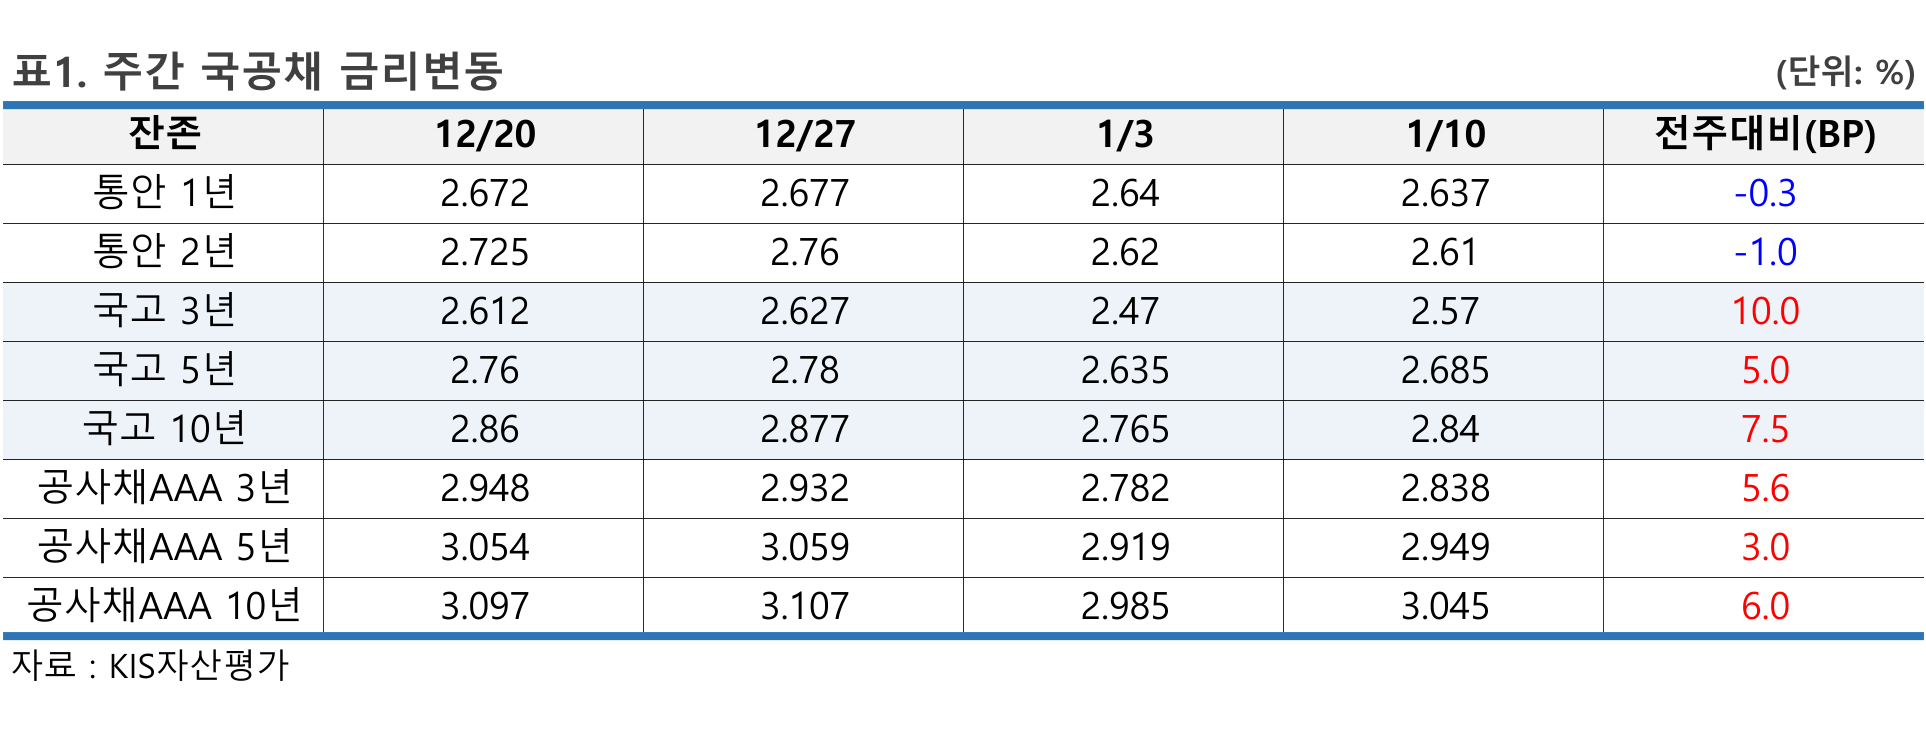 표1. 주간 국공채 금리변동 (단위: %)
잔존 12/20 12/27 1/3 1/10 전주대비(BP)
통안 1년 2.672 2.677 2.64 2.637 -0.3
통안 2년 2.725 2.76 2.62 2.61 -1.0
국고 3년 2.612 2.627 2.47 2.57 10.0
국고 5년 2.76 2.78 2.635 2.685 5.0
국고 10년 2.86 2.877 2.765 2.84 7.5
공사채AAA 3년 2.948 2.932 2.782 2.838 5.6
공사채AAA 5년 3.054 3.059 2.919 2.949 3.0
공사채AAA 10년 3.097 3.107 2.985 3.045 6.0
자료 : KIS자산평가